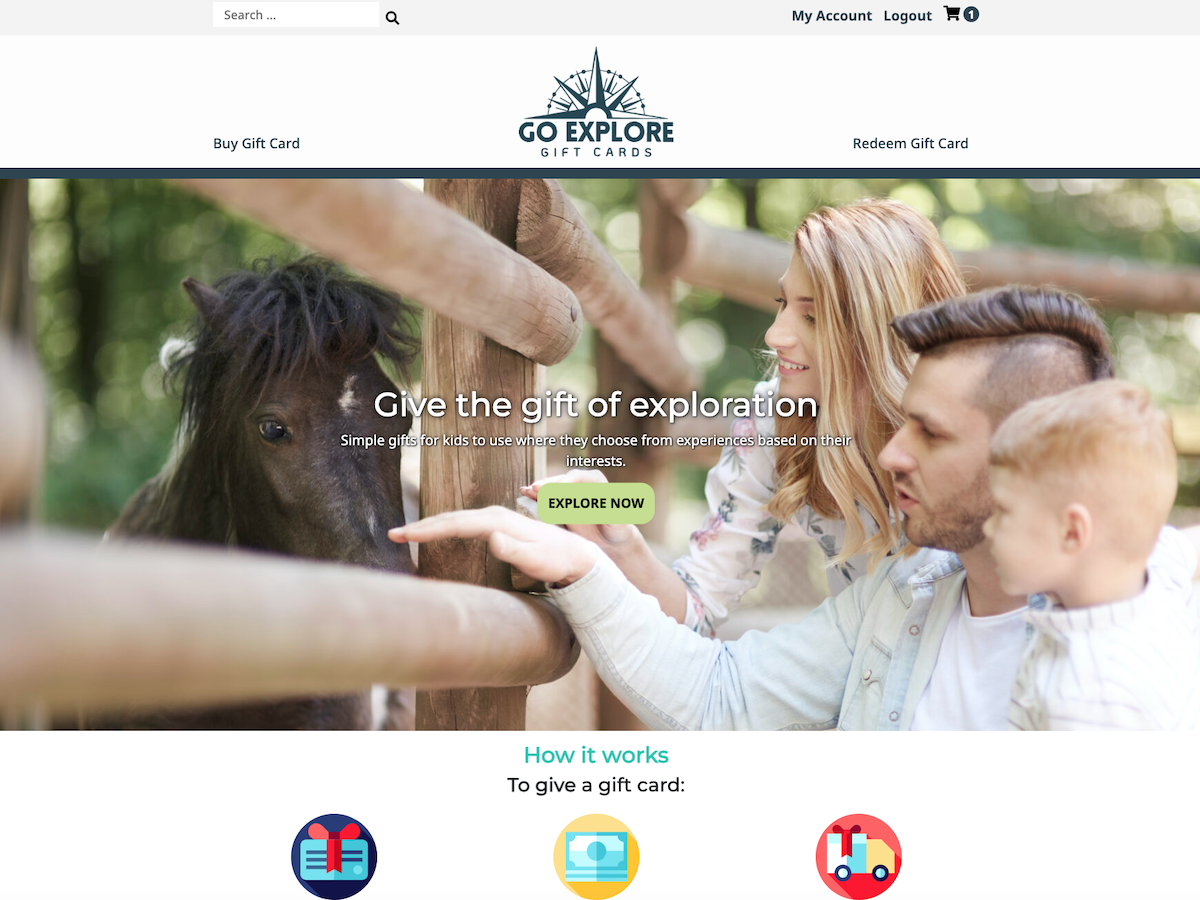 Search ...
My Account Logout 1
GO EXPLORE
GIFT CARDS
Buy Gift Card
Redeem Gift Card
Give the gift of exploration
Simple gifts for kids to use where they choose from experiences based on their
interests.
EXPLORE NOW
How it works
To give a gift card: